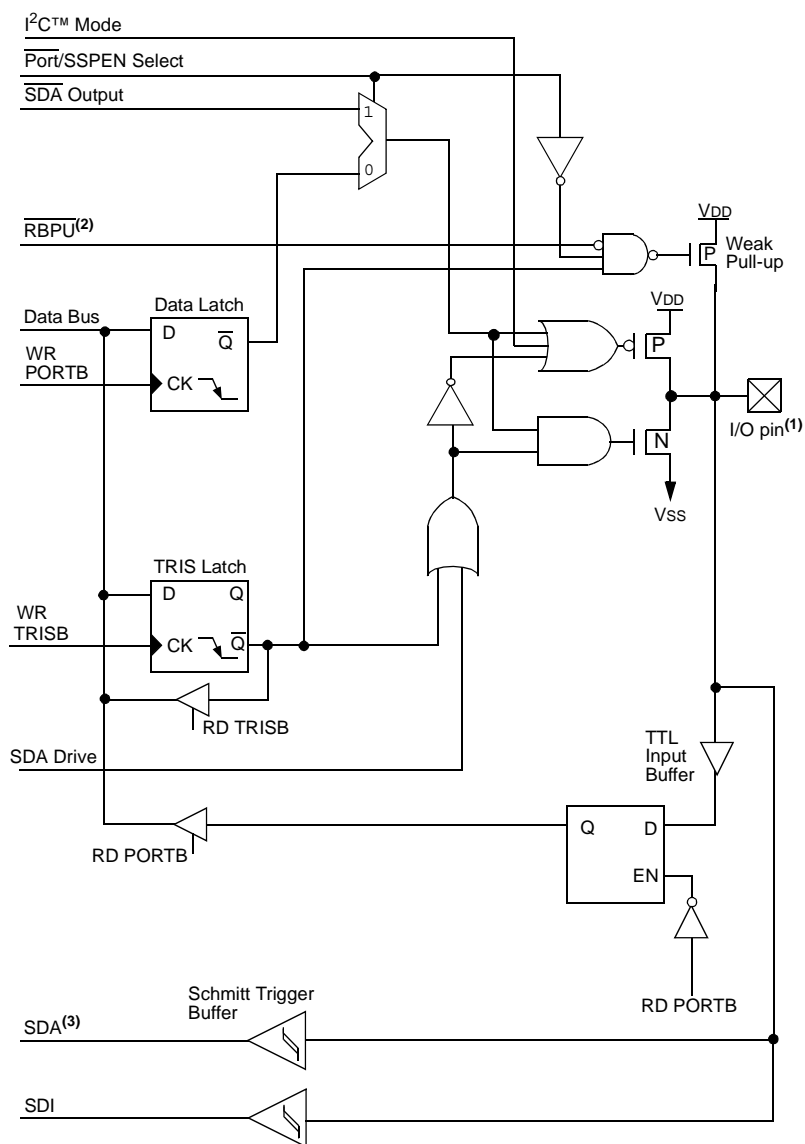 I²C™ Mode
Port/SSPEN Select
SDA Output
1
0
RBPU(2)
VDD
Weak
Pull-up
P
Data Bus
Data Latch
D
Q
WR
PORTB
CK
VDD
P
I/O pin(1)
N
VSS
TRIS Latch
D
Q
WR
TRISB
CK
Q
RD TRISB
SDA Drive
TTL
Input
Buffer
Q
D
EN
RD PORTB
RD PORTB
Schmitt Trigger
Buffer
SDA(3)
SDI